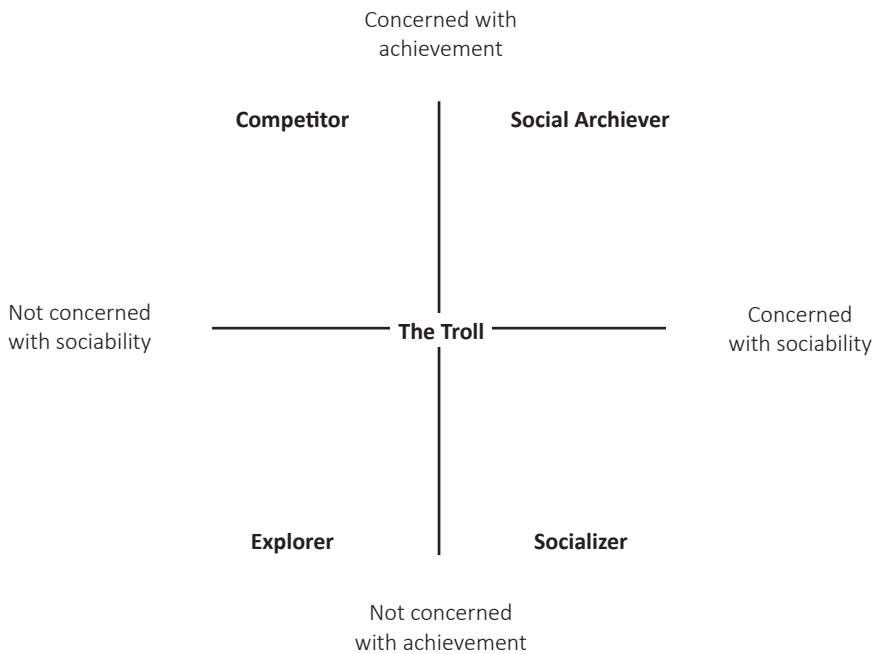 Concerned with
achievement
Competitor
Social Archiever
Not concerned
with sociability
The Troll
Concerned
with sociability
Explorer
Socializer
Not concerned
with achievement